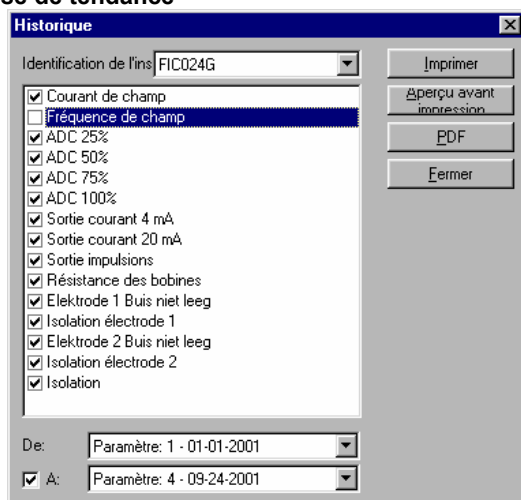 se de tendance
Historique
Identification de l'ins FIC024G
Imprimer
Aperçu avant
impression
PDF
Fermer
Courant de champ
Fréquence de champ
ADC 25%
ADC 50%
ADC 75%
ADC 100%
Sortie courant 4 mA
Sortie courant 20 mA
Sortie impulsions
Résistance des bobines
Elektrode 1 Buis niet leeg
Isolation électrode 1
Elektrode 2 Buis niet leeg
Isolation électrode 2
Isolation
De: Paramètre: 1 - 01-01-2001
A: Paramètre: 4 - 09-24-2001